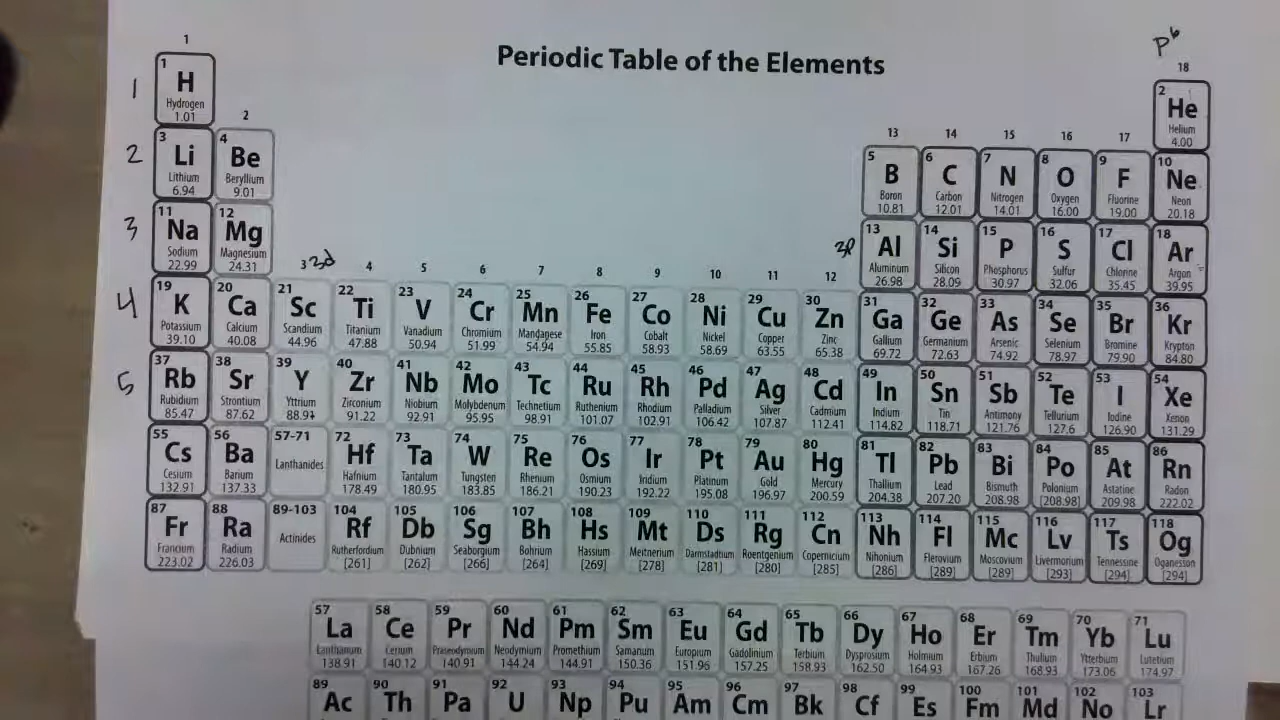 1
Periodic Table of the Elements
p6
18
1
1
H
Hydrogen
1.01
2
He
Helium
4.00
2
13 14 15 16 17
2
3 4 5 6 7 8 9 10
Li Be B C N O F Ne
Lithium Beryllium Boron Carbon Nitrogen Oxygen Fluorine Neon
6.94 9.01 10.81 12.01 14.01 16.00 19.00 20.18
3
11 12 13 14 15 16 17 18
Na Mg 3p Al Si P S Cl Ar
Sodium Magnesium Aluminum Silicon Phosphorus Sulfur Chlorine Argon
22.99 24.31 26.98 28.09 30.97 32.06 35.45 39.95
3 3d 4 5 6 7 8 9 10 11 12
4
19 20 21 22 23 24 25 26 27 28 29 30 31 32 33 34 35 36
K Ca Sc Ti V Cr Mn Fe Co Ni Cu Zn Ga Ge As Se Br Kr
Potassium Calcium Scandium Titanium Vanadium Chromium Mandagese Iron Cobalt Nickel Copper Zinc Gallium Germanium Arsenic Selenium Bromine Krypton
39.10 40.08 44.96 47.88 50.94 51.99 54.94 55.85 58.93 58.69 63.55 65.38 69.72 72.63 74.92 78.97 79.90 84.80
5
37 38 39 40 41 42 43 44 45 46 47 48 49 50 51 52 53 54
Rb Sr Y Zr Nb Mo Tc Ru Rh Pd Ag Cd In Sn Sb Te I Xe
Rubidium Strontium Yttrium Zirconium Niobium Molybdenum Technetium Ruthenium Rhodium Palladium Silver Cadmium Indium Tin Antimony Tellurium Iodine Xenon
85.47 87.62 88.91 91.22 92.91 95.95 98.91 101.07 102.91 106.42 107.87 112.41 114.82 118.71 121.76 127.6 126.90 131.29
55 56 57-71 72 73 74 75 76 77 78 79 80 81 82 83 84 85 86
Cs Ba Hf Ta W Re Os Ir Pt Au Hg Tl Pb Bi Po At Rn
Cesium Barium Lanthanides Hafnium Tantalum Tungsten Rhenium Osmium Iridium Platinum Gold Mercury Thallium Lead Bismuth Polonium Astatine Radon
132.91 137.33 178.49 180.95 183.85 186.21 190.23 192.22 195.08 196.97 200.59 204.38 207.20 208.98 [208.98] 209.98 222.02
87 88 89-103 104 105 106 107 108 109 110 111 112 113 114 115 116 117 118
Fr Ra Rf Db Sg Bh Hs Mt Ds Rg Cn Nh Fl Mc Lv Ts Og
Francium Radium Actinides Rutherfordium Dubnium Seaborgium Bohrium Hassium Meitnerium Darmstadtium Roentgenium Copernicium Nihonium Flerovium Moscovium Livermorium Tennessine Oganesson
223.02 226.03 [261] [262] [266] [264] [269] [278] [281] [280] [285] [286] [289] [289] [293] [294] [294]
57 58 59 60 61 62 63 64 65 66 67 68 69 70 71
La Ce Pr Nd Pm Sm Eu Gd Tb Dy Ho Er Tm Yb Lu
Lanthanum Cerium Praseodymium Neodymium Promethium Samarium Europium Gadolinium Terbium Dysprosium Holmium Erbium Thulium Ytterbium Lutetium
138.91 140.12 140.91 144.24 144.91 150.36 151.96 157.25 158.93 162.50 164.93 167.26 168.93 173.06 174.97
89 90 91 92 93 94 95 96 97 98 99 100 101 102 103
Ac Th Pa U Np Pu Am Cm Bk Cf Es Fm Md No Lr